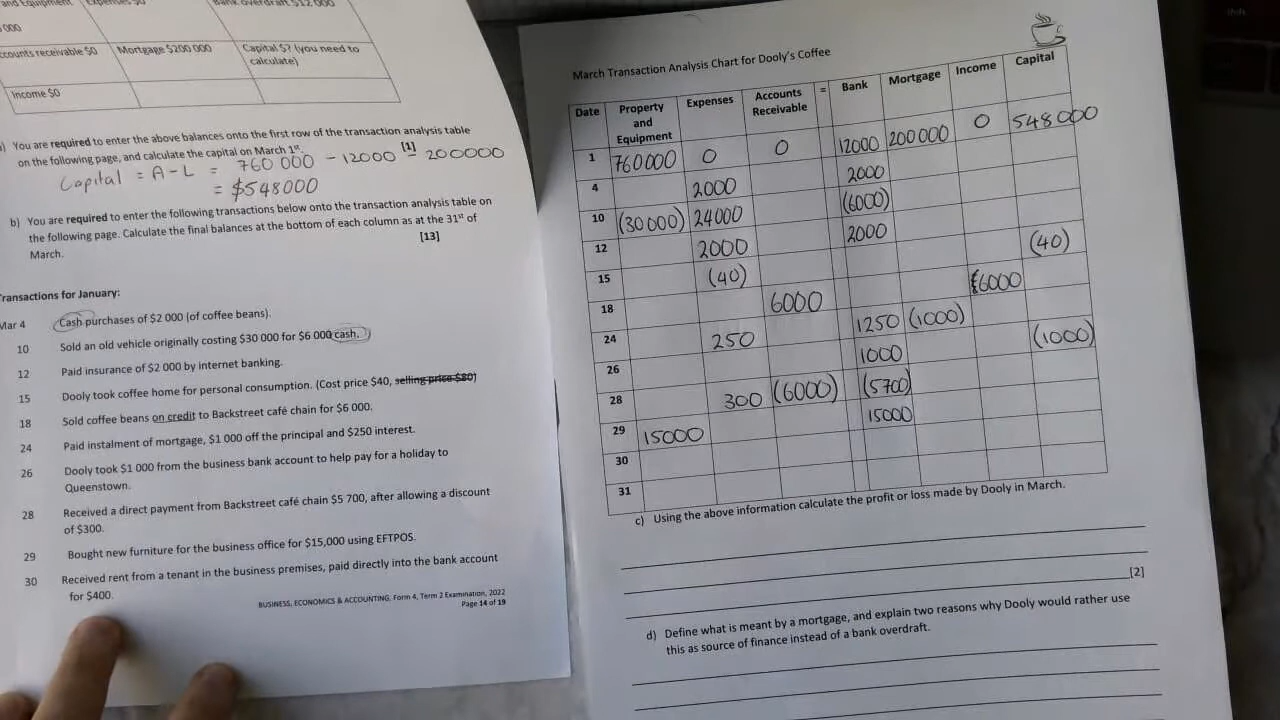 and Equipment
Expenses $0
Bank overdraft $12 000
000
ccounts receivable $0
Mortgage $200 000
Capital $? (you need to
calculate)
Income $0
) You are required to enter the above balances onto the first row of the transaction analysis table
on the following page, and calculate the capital on March 1st. [1]
Capital = A-L = 760 000 - 12000 - 200000
= $548000
b) You are required to enter the following transactions below onto the transaction analysis table on
the following page. Calculate the final balances at the bottom of each column as at the 31st of
March. [13]
Transactions for January:
Mar 4 Cash purchases of $2 000 (of coffee beans).
10 Sold an old vehicle originally costing $30 000 for $6 000 cash.
12 Paid insurance of $2 000 by internet banking.
15 Dooly took coffee home for personal consumption. (Cost price $40, selling price $80)
18 Sold coffee beans on credit to Backstreet café chain for $6 000.
24 Paid instalment of mortgage, $1 000 off the principal and $250 interest.
26 Dooly took $1 000 from the business bank account to help pay for a holiday to
Queenstown.
28 Received a direct payment from Backstreet café chain $5 700, after allowing a discount
of $300.
29 Bought new furniture for the business office for $15,000 using EFTPOS.
30 Received rent from a tenant in the business premises, paid directly into the bank account
for $400.
BUSINESS, ECONOMICS & ACCOUNTING, Form 4, Term 2 Examination, 2022
Page 14 of 19
March Transaction Analysis Chart for Dooly's Coffee
Date Property Expenses Accounts = Bank Mortgage Income Capital
and Receivable
Equipment
1 760000 0 0 12000 200000 0 548000
4 2000 2000
10 (30000) 24000 (6000)
12 2000 2000
15 (40) (40)
18 6000 6000
24 250 1250 (1000)
26 1000 (1000)
28 300 (6000) (5700)
29 15000 15000
30
31
c) Using the above information calculate the profit or loss made by Dooly in March.
[2]
d) Define what is meant by a mortgage, and explain two reasons why Dooly would rather use
this as source of finance instead of a bank overdraft.